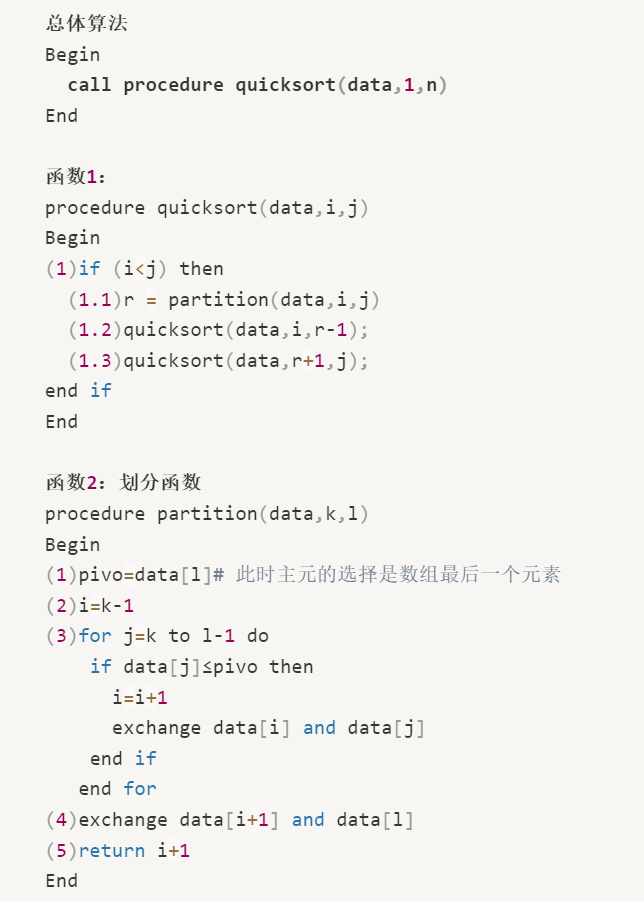 总体算法
Begin
call procedure quicksort(data,1,n)
End
函数1：
procedure quicksort(data,i,j)
Begin
(1)if (i<j) then
(1.1)r = partition(data,i,j)
(1.2)quicksort(data,i,r-1);
(1.3)quicksort(data,r+1,j);
end if
End
函数2：划分函数
procedure partition(data,k,l)
Begin
(1)pivo=data[l]# 此时主元的选择是数组最后一个元素
(2)i=k-1
(3)for j=k to l-1 do
if data[j]≤pivo then
i=i+1
exchange data[i] and data[j]
end if
end for
(4)exchange data[i+1] and data[l]
(5)return i+1
End